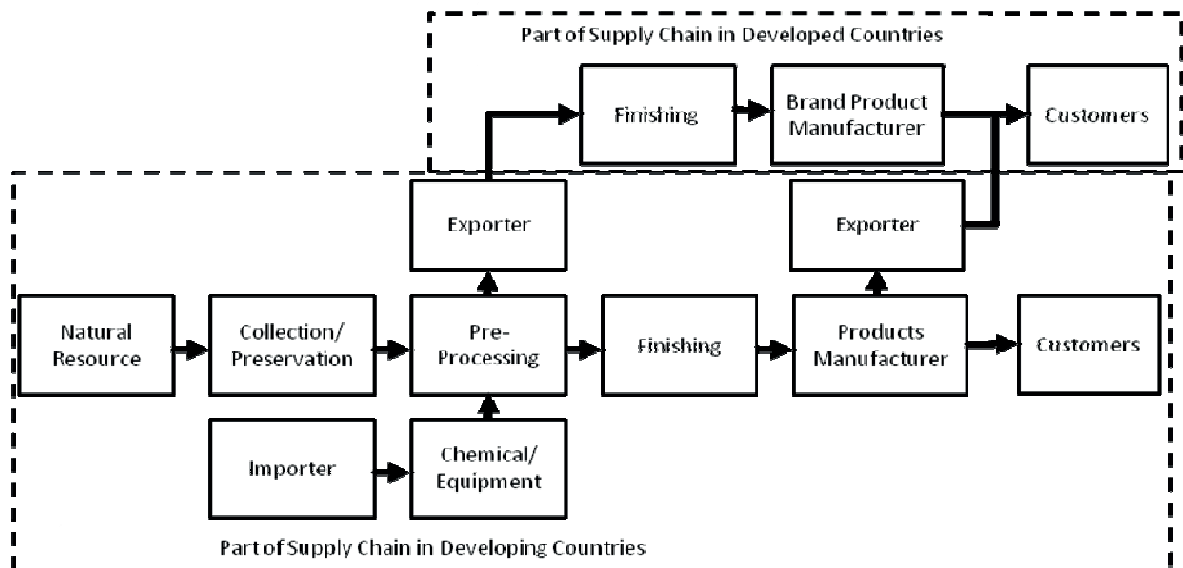 Part of Supply Chain in Developed Countries
Finishing
Brand Product
Manufacturer
Customers
Exporter
Exporter
Natural
Resource
Collection/
Preservation
Pre-
Processing
Finishing
Products
Manufacturer
Customers
Importer
Chemical/
Equipment
Part of Supply Chain in Developing Countries